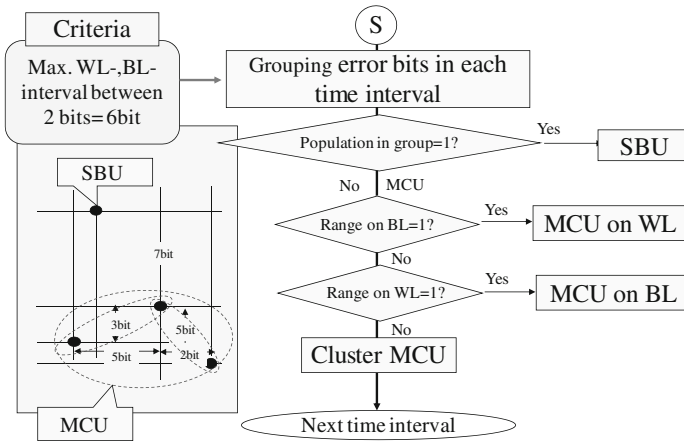 Criteria
Max. WL-,BL-
interval between
2 bits= 6bit
SBU
7bit
3bit
5bit
5bit
2bit
MCU
S
Grouping error bits in each
time interval
Population in group=1?
Yes
SBU
No
MCU
Range on BL=1?
Yes
MCU on WL
No
Range on WL=1?
Yes
MCU on BL
No
Cluster MCU
Next time interval